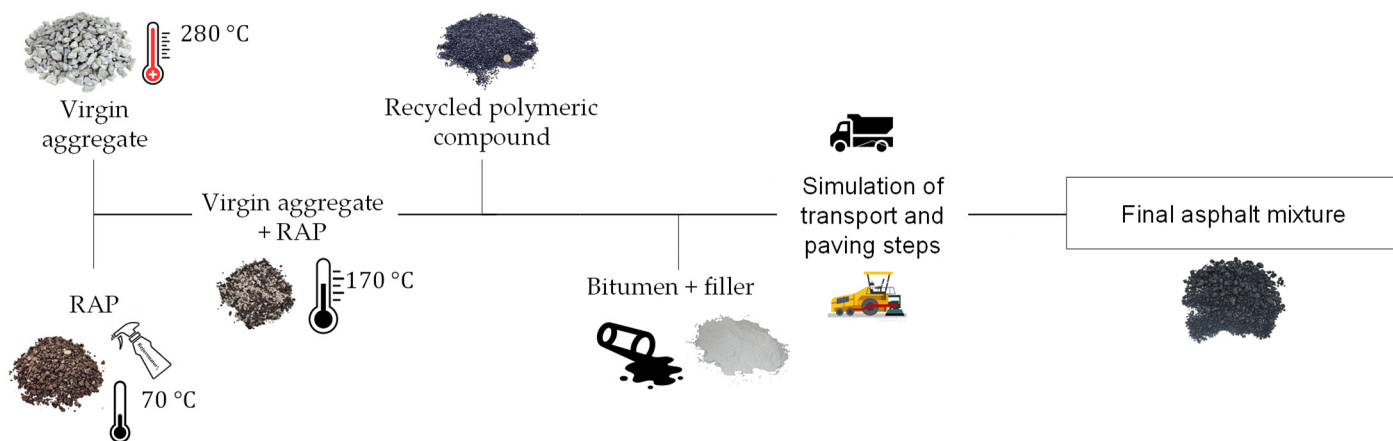 280 °C
Virgin
aggregate
Recycled polymeric
compound
Virgin aggregate
+ RAP
170 °C
RAP
Rejuvenator
70 °C
Bitumen + filler
Simulation of
transport and
paving steps
Final asphalt mixture